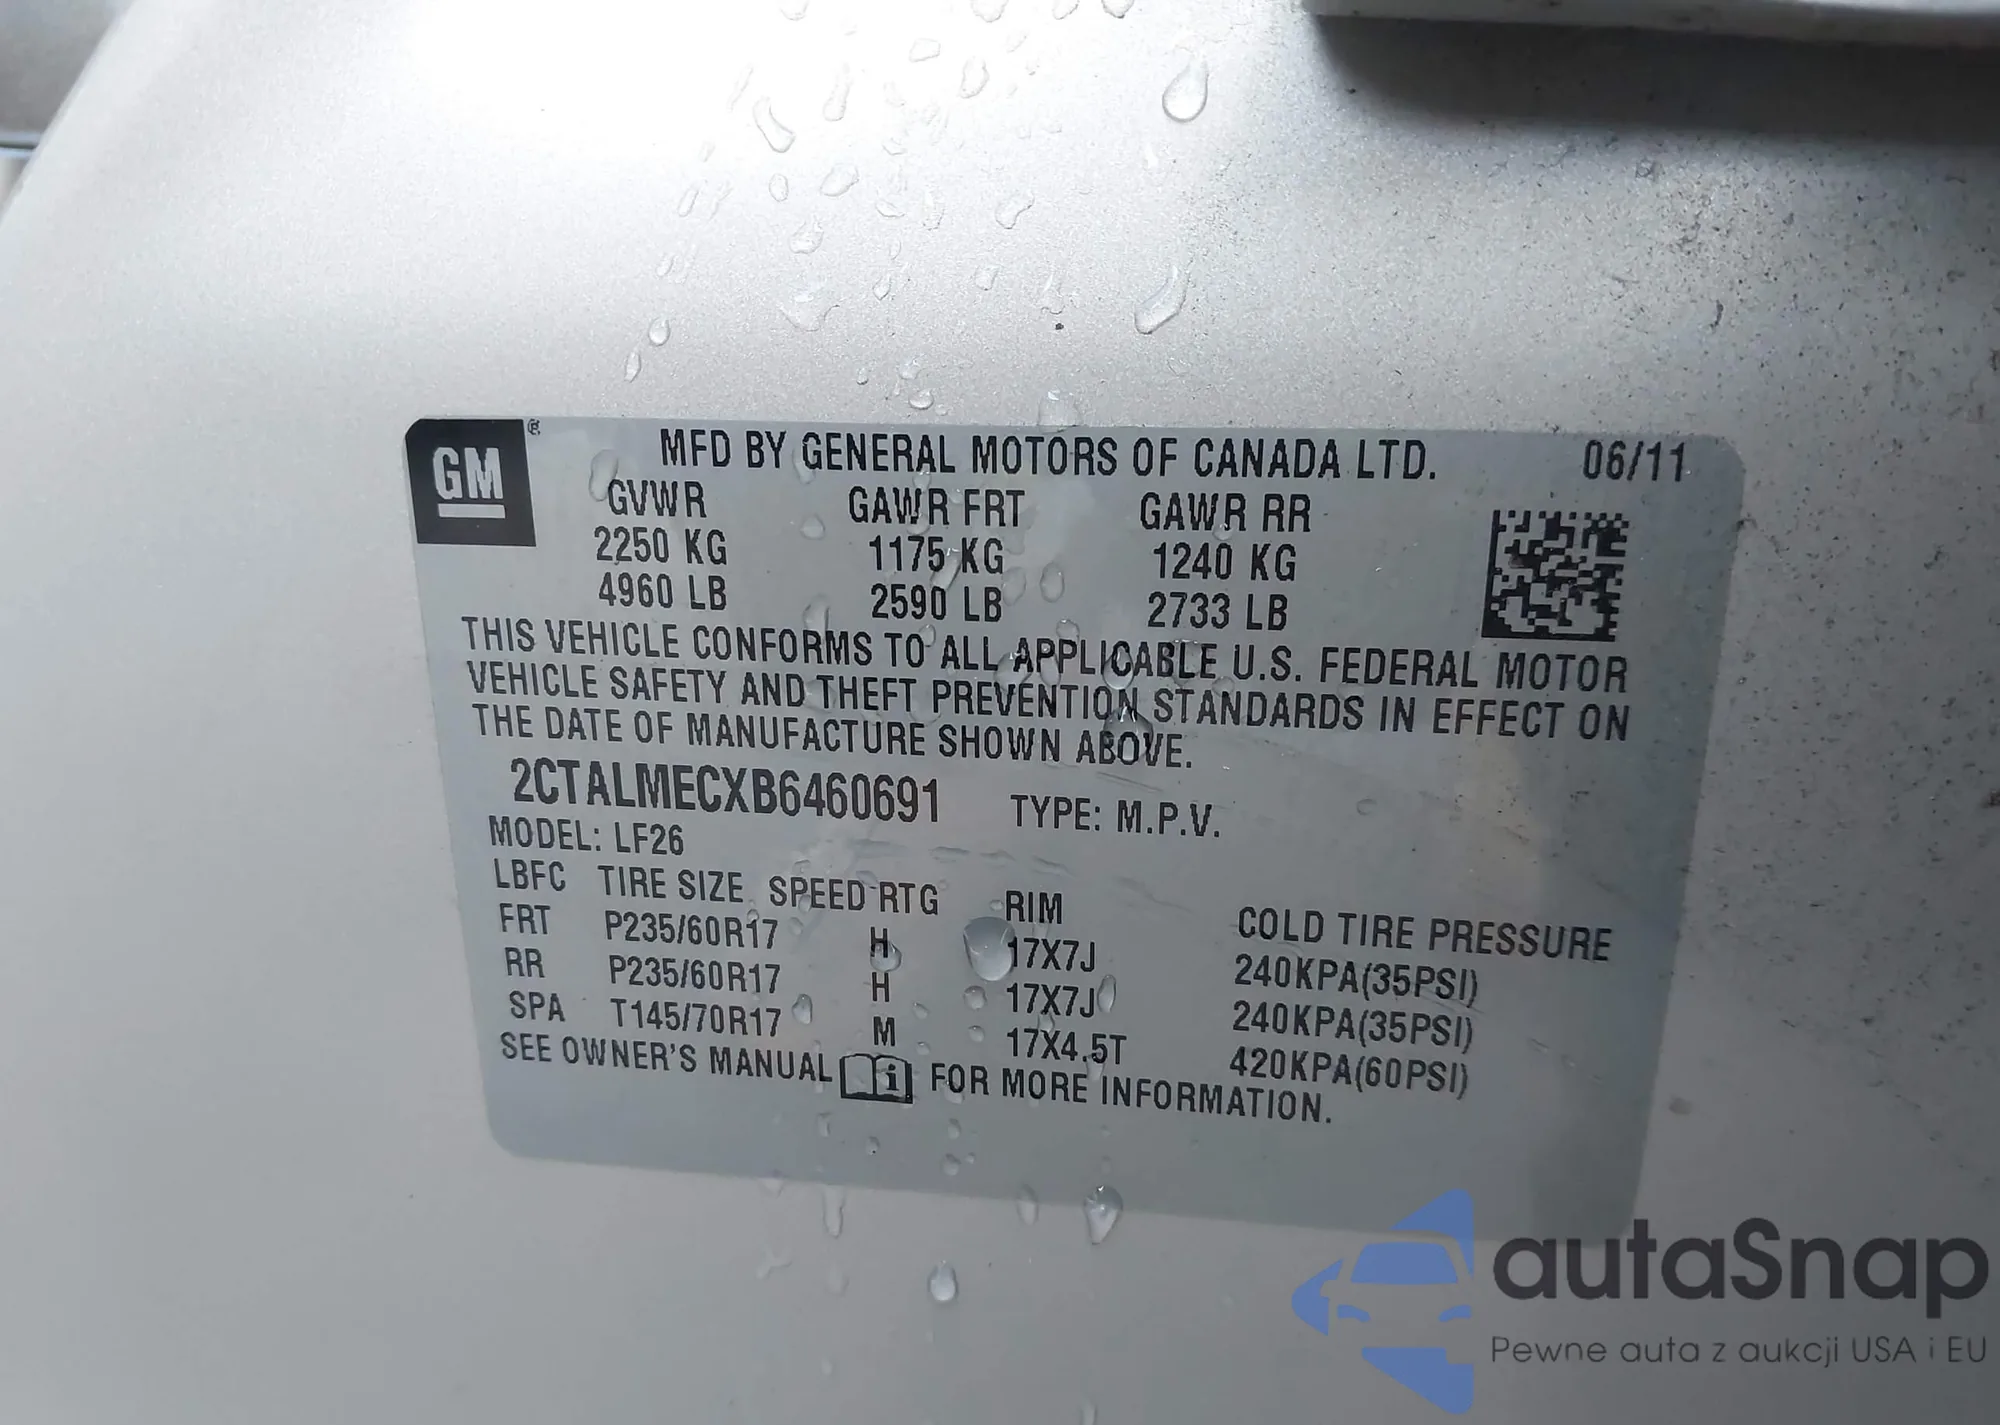 GM ®
MFD BY GENERAL MOTORS OF CANADA LTD. 06/11
GVWR GAWR FRT GAWR RR
2250 KG 1175 KG 1240 KG
4960 LB 2590 LB 2733 LB
THIS VEHICLE CONFORMS TO ALL APPLICABLE U.S. FEDERAL MOTOR
VEHICLE SAFETY AND THEFT PREVENTION STANDARDS IN EFFECT ON
THE DATE OF MANUFACTURE SHOWN ABOVE.
2CTALMECXB6460691 TYPE: M.P.V.
MODEL: LF26
LBFC TIRE SIZE SPEED RTG RIM COLD TIRE PRESSURE
FRT P235/60R17 H 17X7J 240KPA(35PSI)
RR P235/60R17 H 17X7J 240KPA(35PSI)
SPA T145/70R17 M 17X4.5T 420KPA(60PSI)
SEE OWNER'S MANUAL i FOR MORE INFORMATION.
autaSnap
Pewne auta z aukcji USA i EU